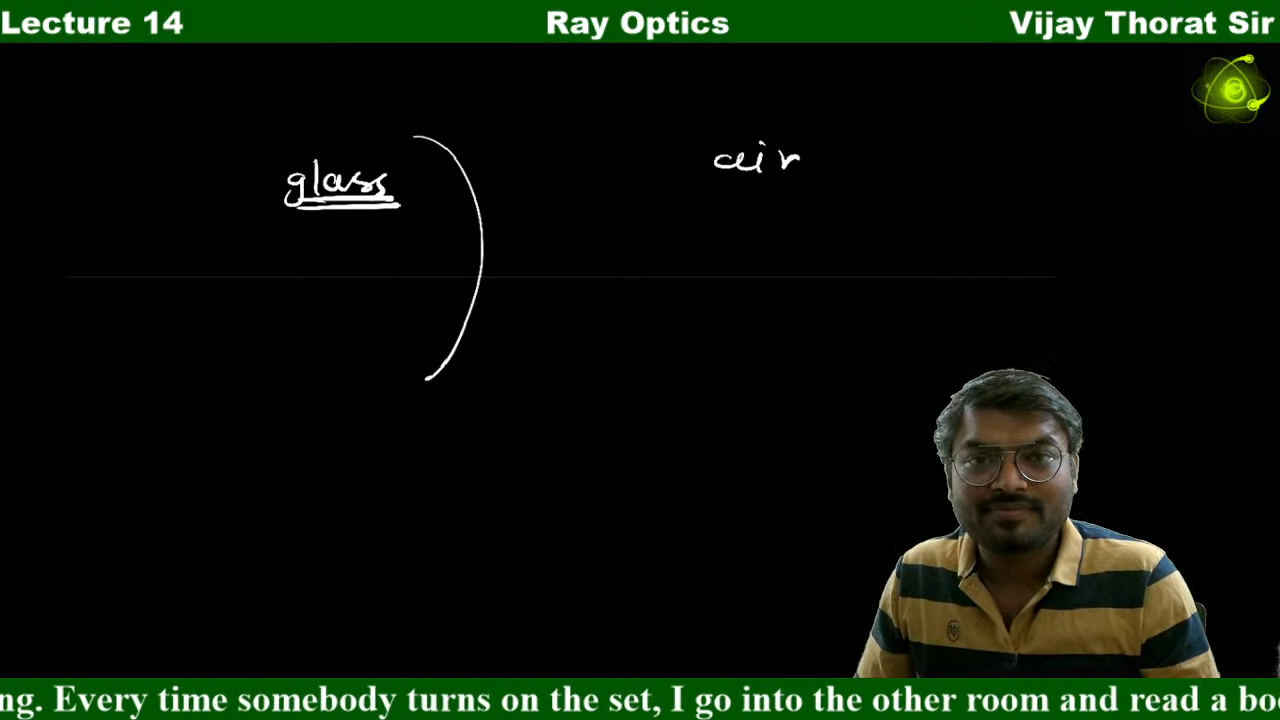 Lecture 14 Ray Optics Vijay Thorat Sir
glass air
ng. Every time somebody turns on the set, I go into the other room and read a bo